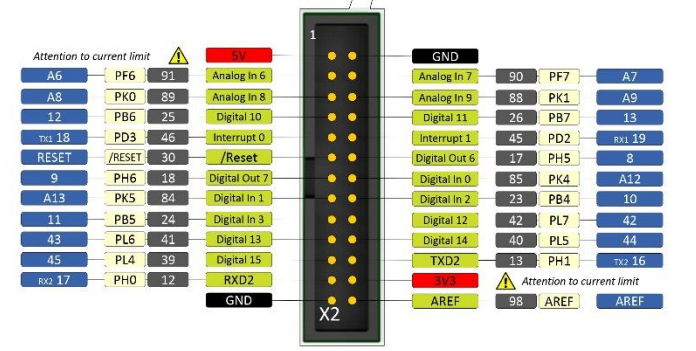 1
5V GND
Attention to current limit
A6 PF6 91 Analog In 6 Analog In 7 90 PF7 A7
A8 PK0 89 Analog In 8 Analog In 9 88 PK1 A9
12 PB6 25 Digital 10 Digital 11 26 PB7 13
TX1 18 PD3 46 Interrupt 0 Interrupt 1 45 PD2 RX1 19
RESET /RESET 30 /Reset Digital Out 6 17 PH5 8
9 PH6 18 Digital Out 7 Digital In 0 85 PK4 A12
A13 PK5 84 Digital In 1 Digital In 2 23 PB4 10
11 PB5 24 Digital In 3 Digital 12 42 PL7 42
43 PL6 41 Digital 13 Digital 14 40 PL5 44
45 PL4 39 Digital 15 TXD2 13 PH1 TX2 16
RX2 17 PH0 12 RXD2 3V3 Attention to current limit
GND AREF 98 AREF AREF
X2